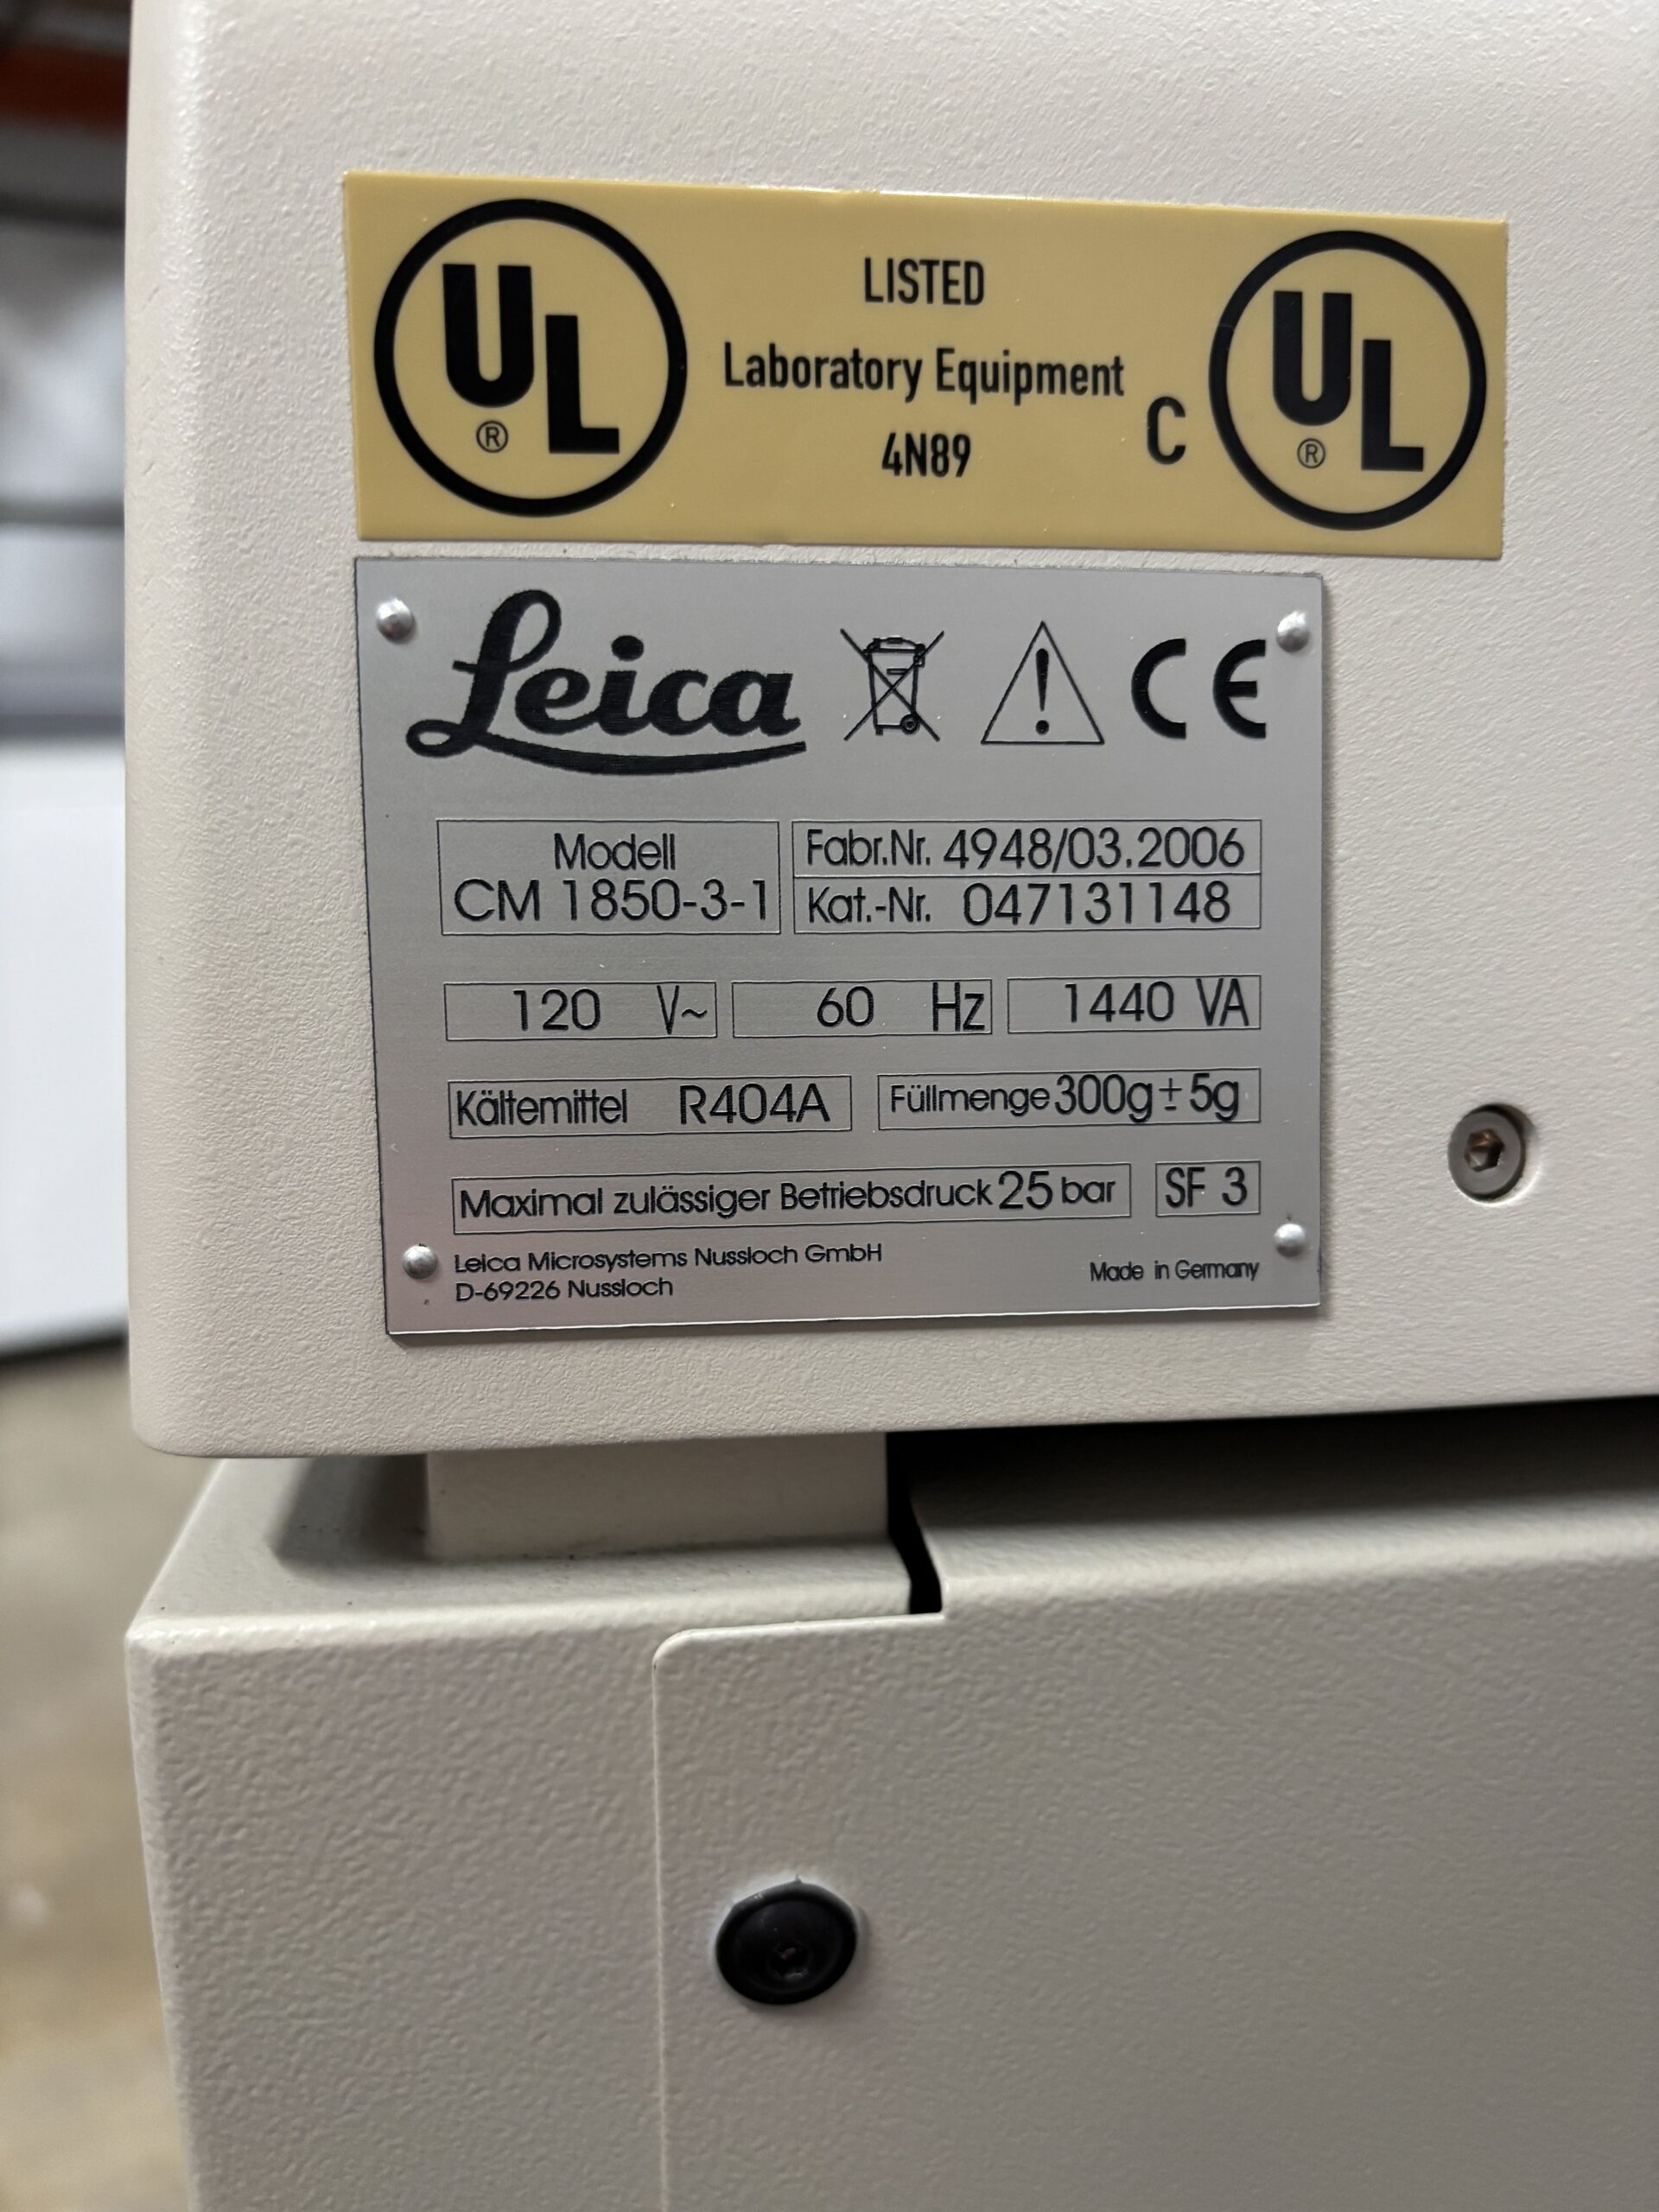 UL ® LISTED C UL ®
Laboratory Equipment
4N89
Leica CE
Modell
CM 1850-3-1
Fabr.Nr. 4948/03.2006
Kat.-Nr. 047131148
120 V~ 60 Hz 1440 VA
Kältemittel R404A Füllmenge 300g ± 5g
Maximal zulässiger Betriebsdruck 25 bar SF 3
Leica Microsystems Nussloch GmbH
D-69226 Nussloch
Made in Germany